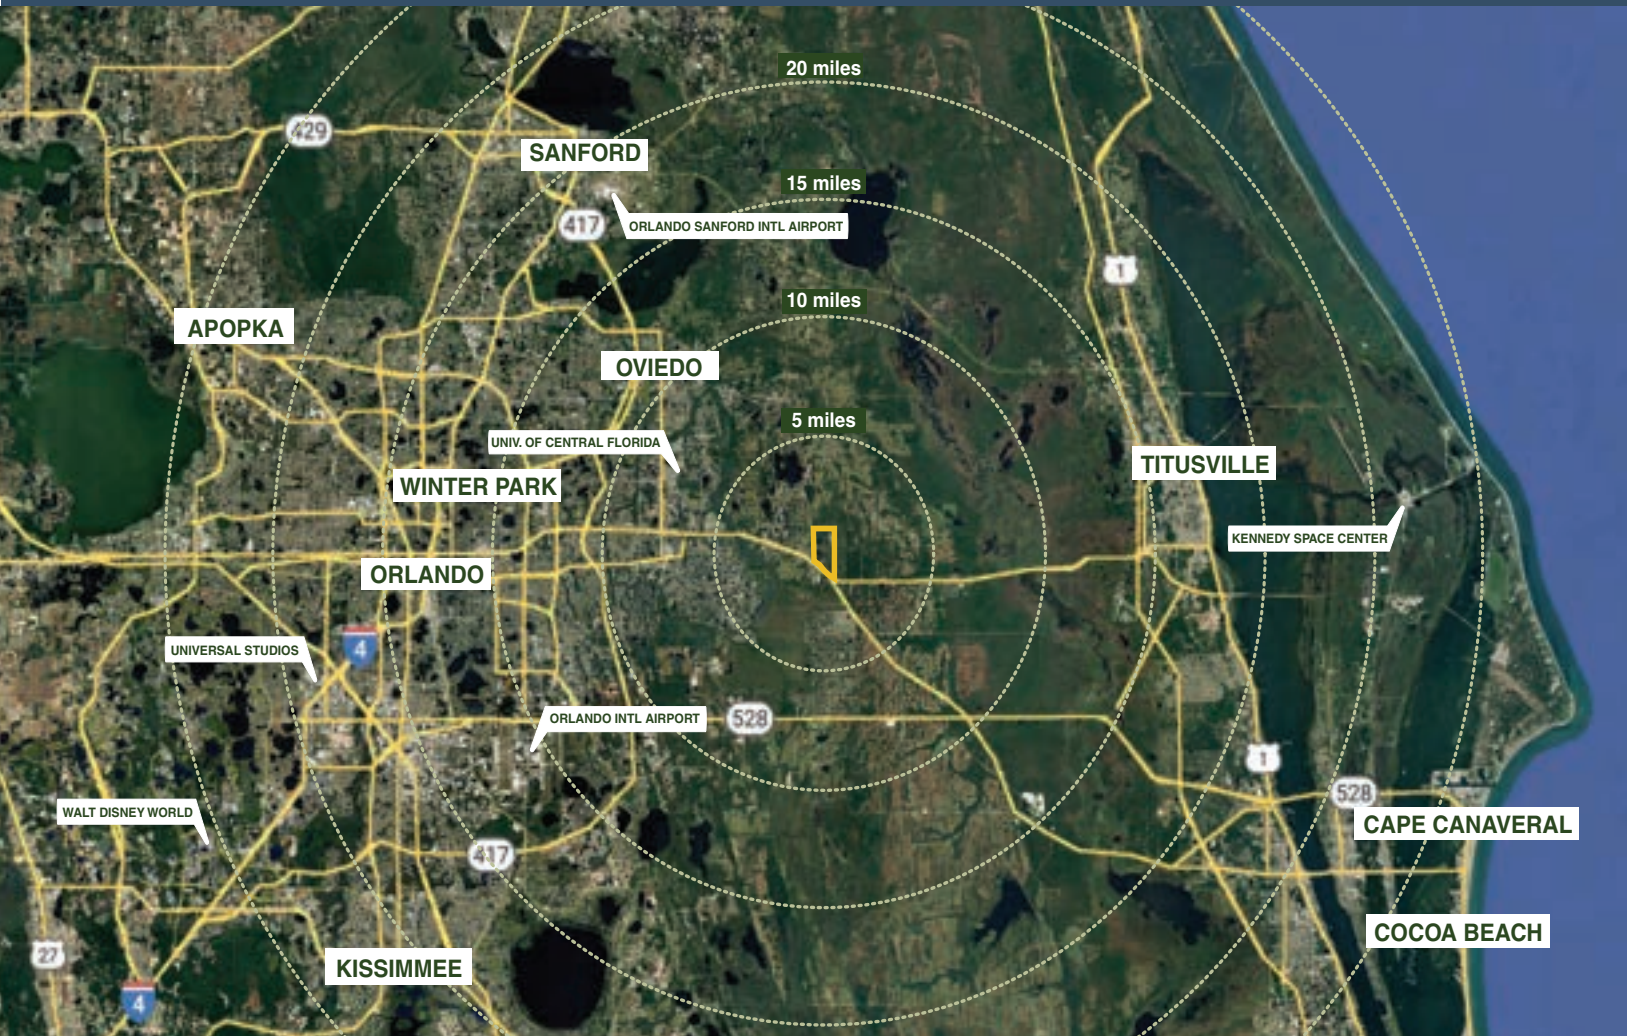 20 miles
429
SANFORD
15 miles
417
ORLANDO SANFORD INTL AIRPORT
1
10 miles
APOPKA
OVIEDO
5 miles
UNIV. OF CENTRAL FLORIDA
TITUSVILLE
WINTER PARK
KENNEDY SPACE CENTER
ORLANDO
4
UNIVERSAL STUDIOS
ORLANDO INTL AIRPORT
528
1
528
WALT DISNEY WORLD
CAPE CANAVERAL
417
COCOA BEACH
27
KISSIMMEE
4